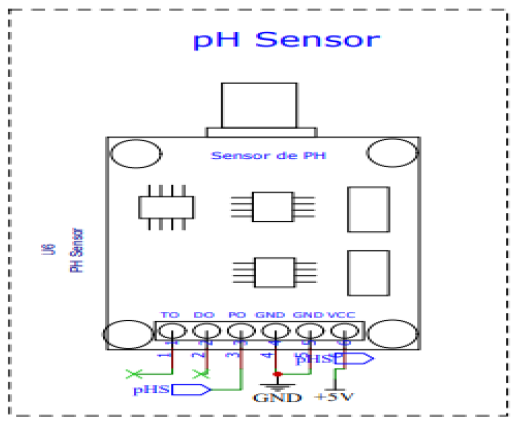 pH Sensor
Sensor de PH
U6
PH Sensor
TO DO PO GND GND VCC
1 2 3 4 5 6
pHS
pHS
GND
+5V